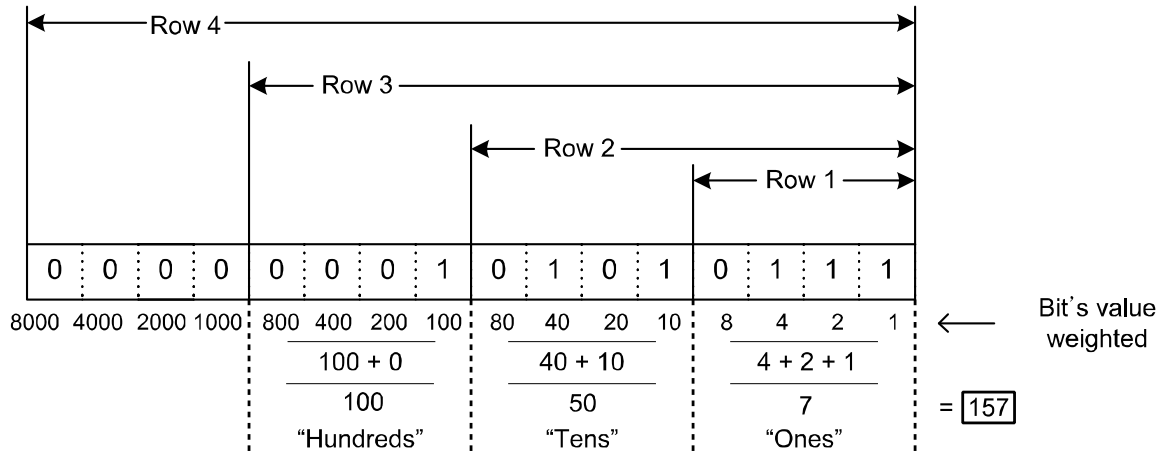 Row 4
Row 3
Row 2
Row 1
0 0 0 0 0 0 0 1 0 1 0 1 0 1 1 1
8000 4000 2000 1000 800 400 200 100 80 40 20 10 8 4 2 1 ← Bit's value
weighted
100 + 0 40 + 10 4 + 2 + 1
100 50 7 = 157
“Hundreds” “Tens” “Ones”